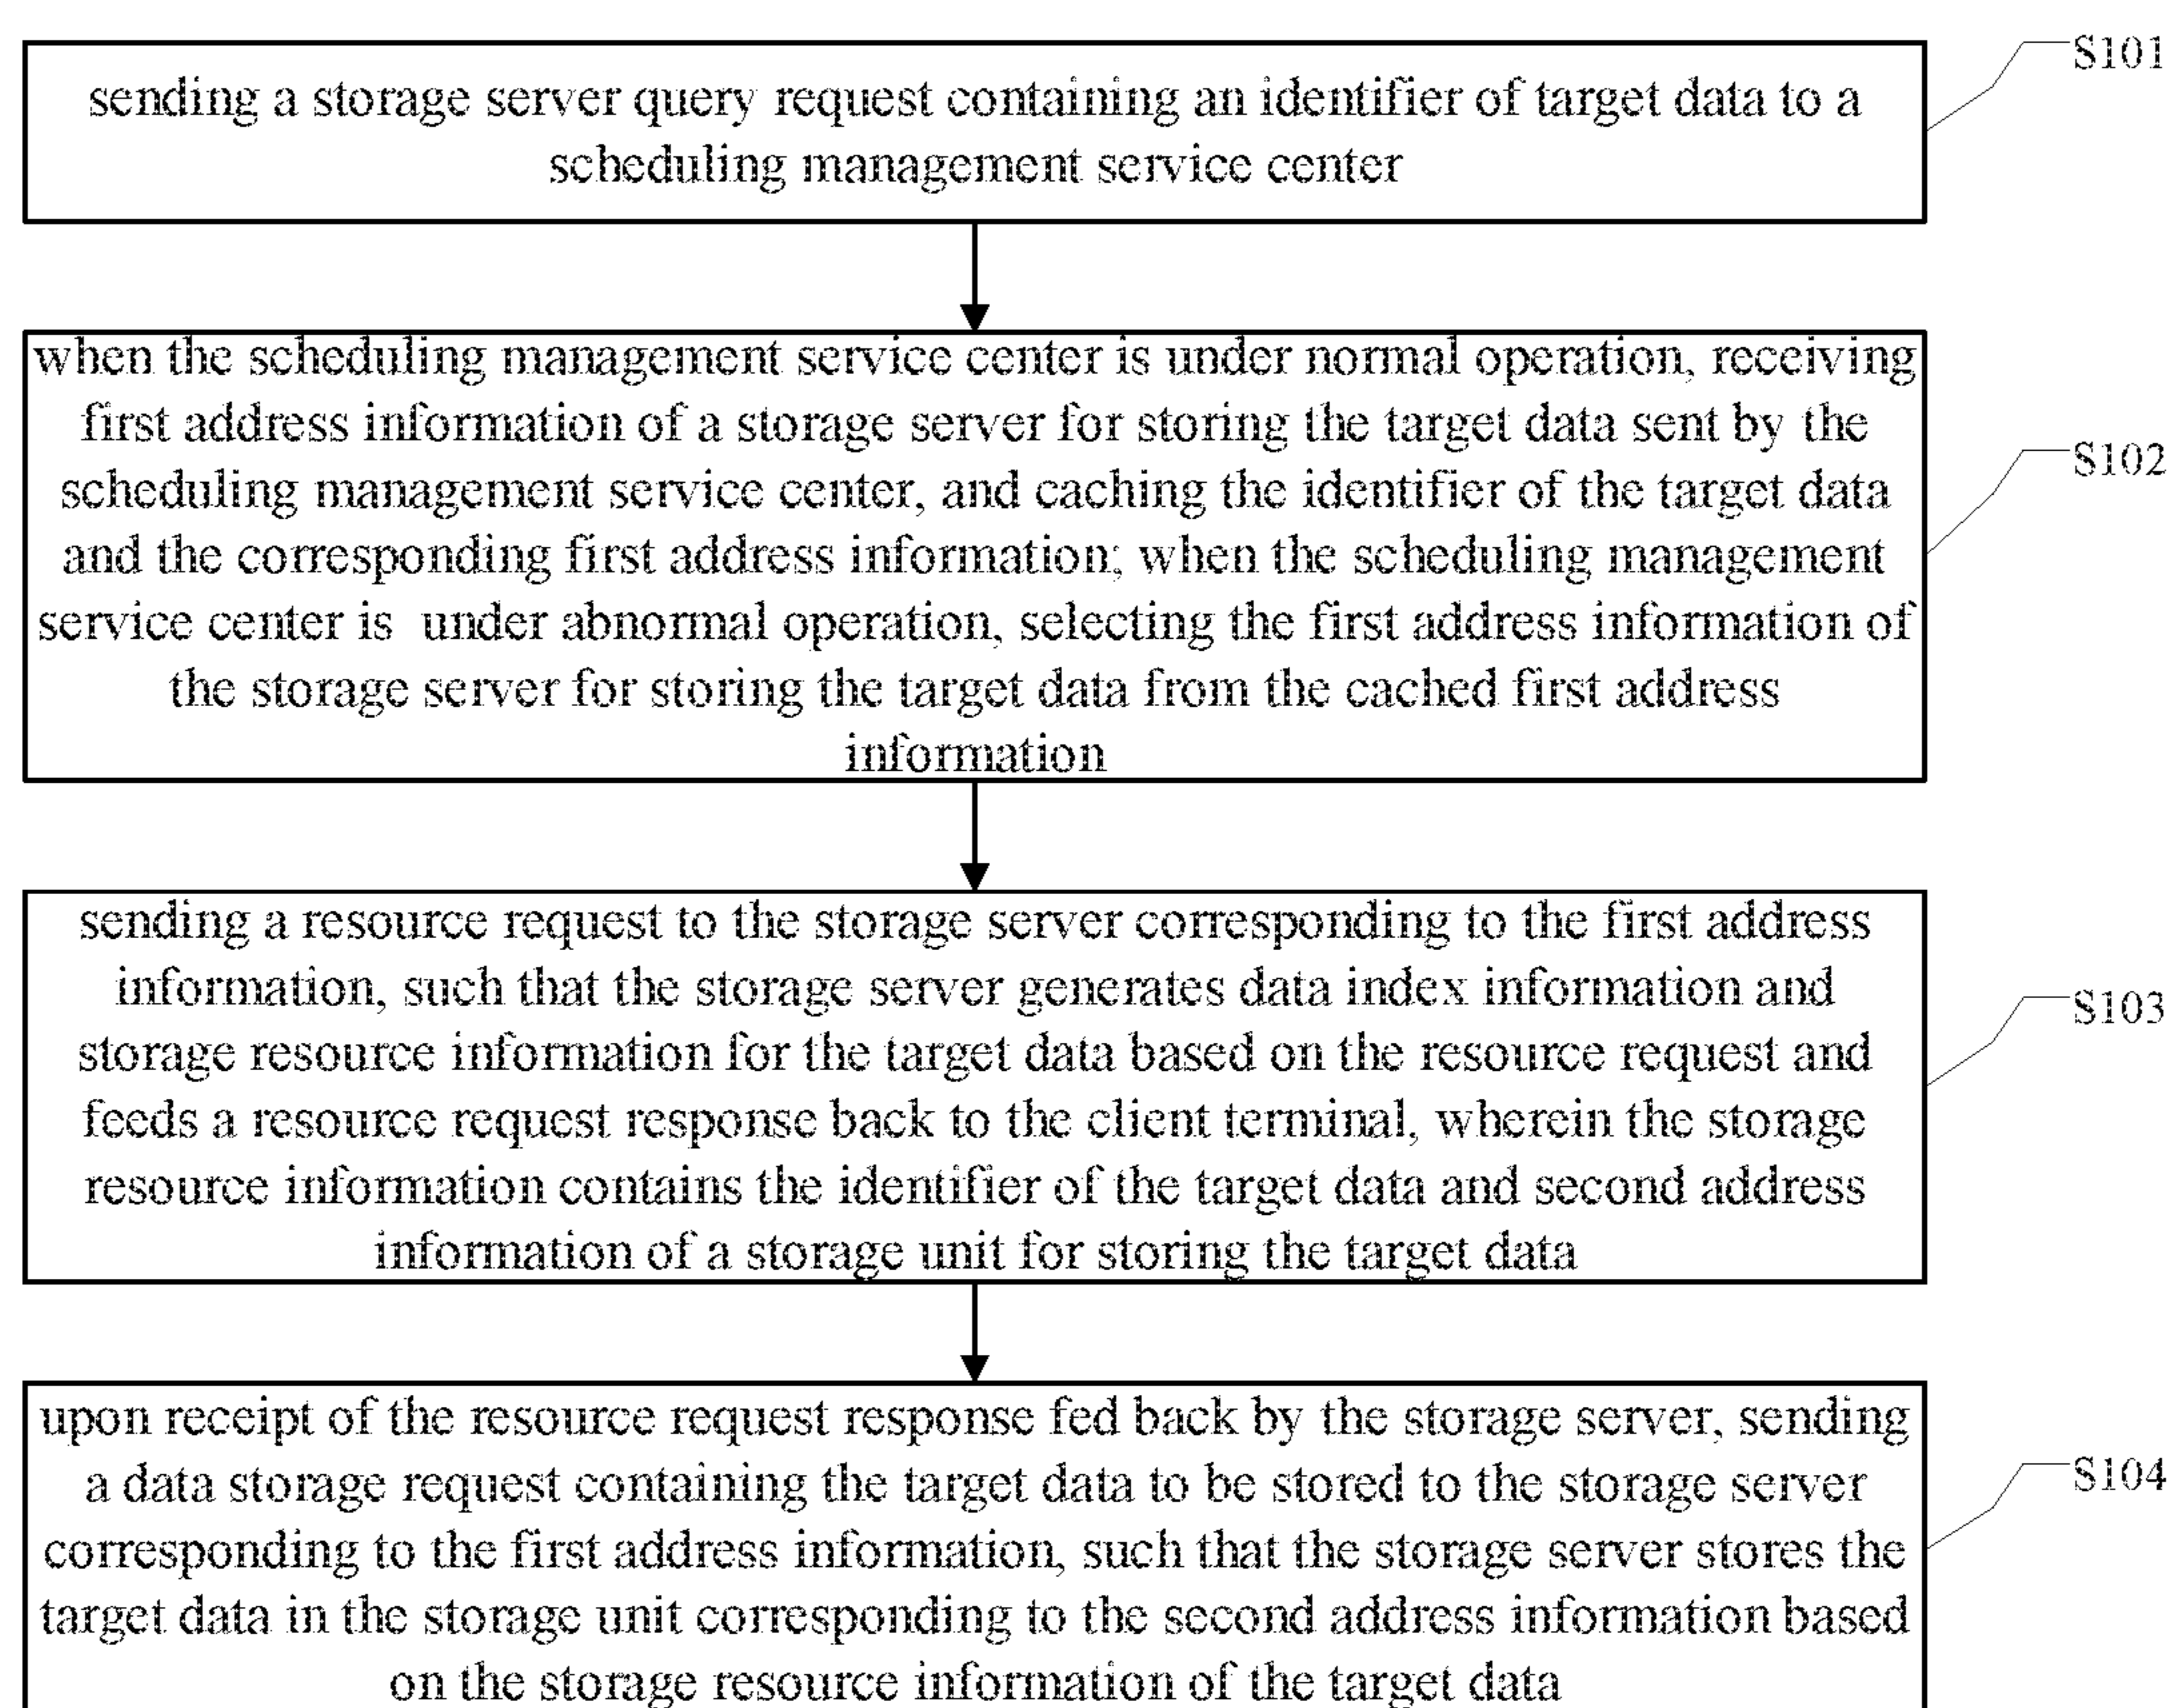 sending a storage server query request containing an identifier of target data to a
scheduling management service center
S101
when the scheduling management service center is under normal operation, receiving
first address information of a storage server for storing the target data sent by the
scheduling management service center, and caching the identifier of the target data
and the corresponding first address information; when the scheduling management
service center is under abnormal operation, selecting the first address information of
the storage server for storing the target data from the cached first address
information
S102
sending a resource request to the storage server corresponding to the first address
information, such that the storage server generates data index information and
storage resource information for the target data based on the resource request and
feeds a resource request response back to the client terminal, wherein the storage
resource information contains the identifier of the target data and second address
information of a storage unit for storing the target data
S103
upon receipt of the resource request response fed back by the storage server, sending
a data storage request containing the target data to be stored to the storage server
corresponding to the first address information, such that the storage server stores the
target data in the storage unit corresponding to the second address information based
on the storage resource information of the target data
S104